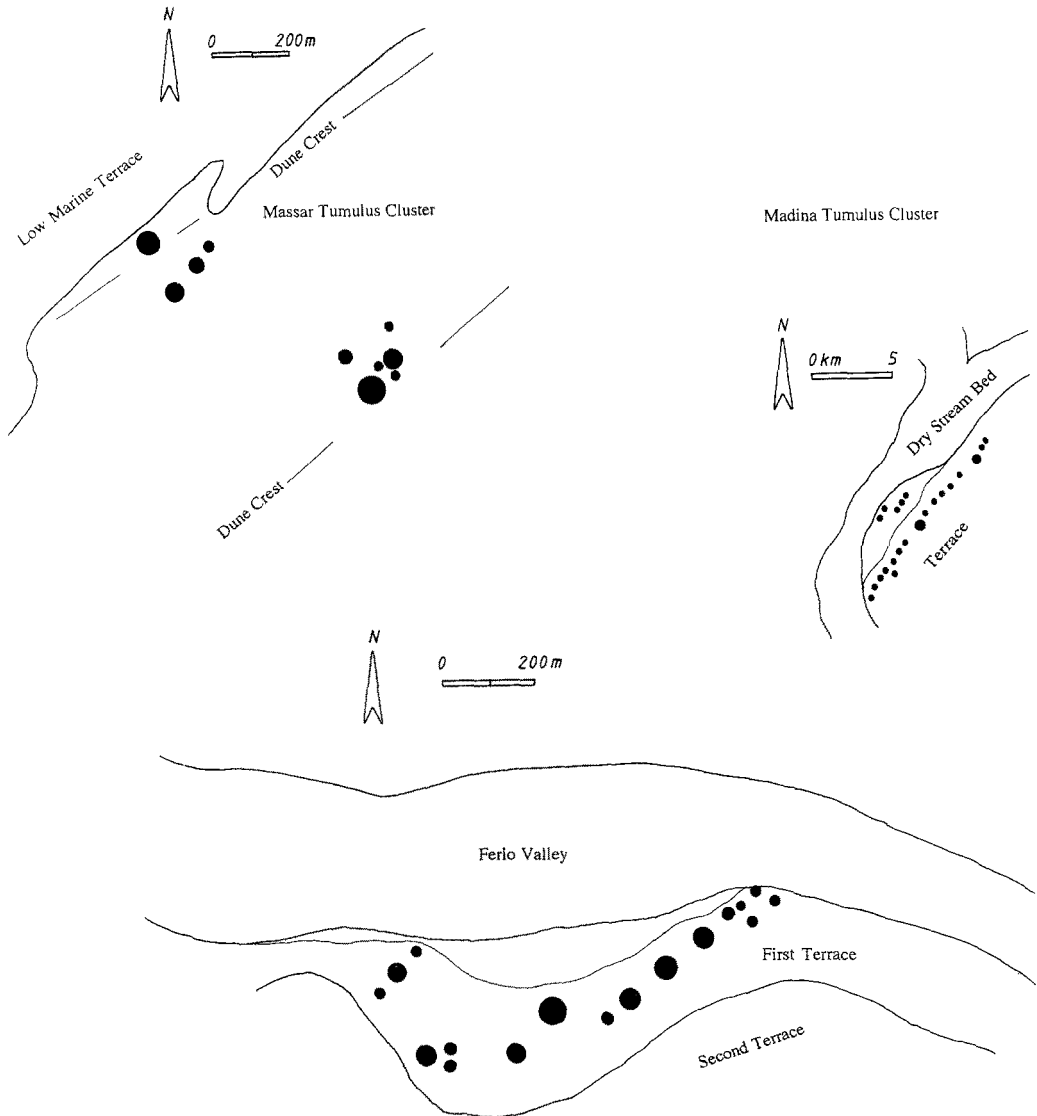 N
0 200m
Dune Crest
Low Marine Terrace
Massar Tumulus Cluster
Dune Crest
Madina Tumulus Cluster
N
0 km 5
Dry Stream Bed
Terrace
N
0 200m
Ferlo Valley
First Terrace
Second Terrace